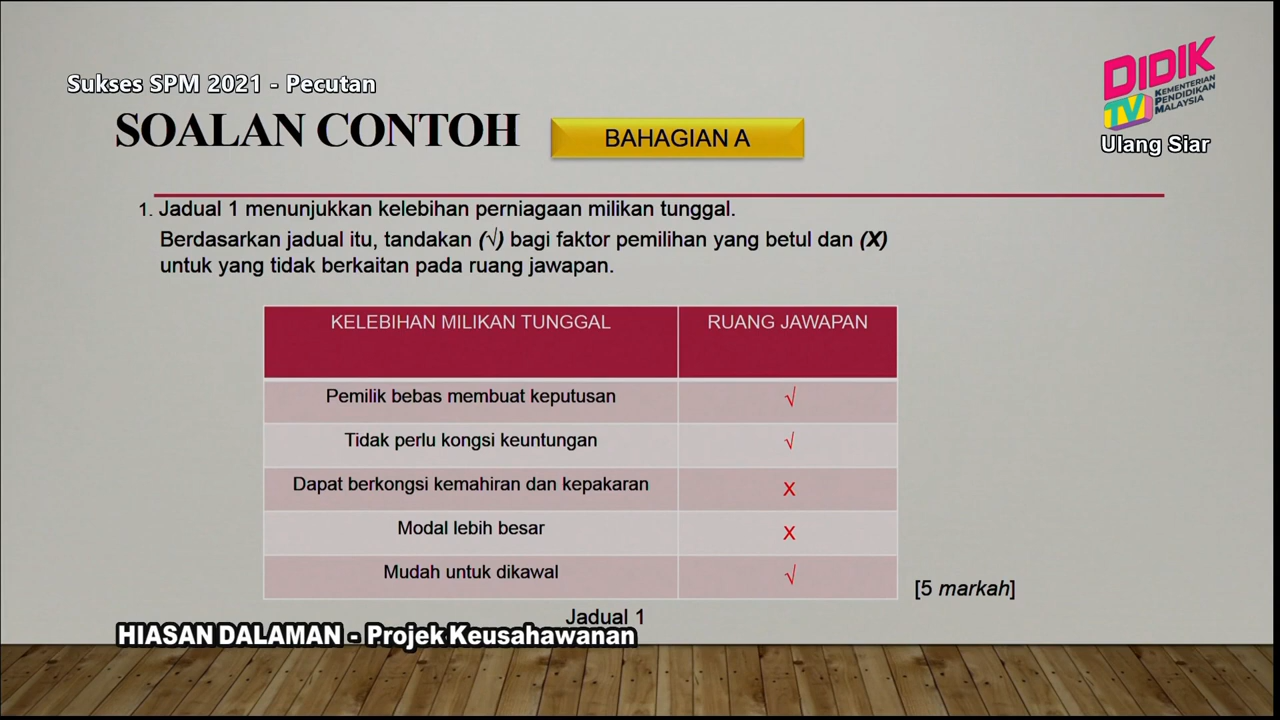 Sukses SPM 2021 - Pecutan
DIDIK
TV
KEMENTERIAN
PENDIDIKAN
MALAYSIA
Ulang Siar
SOALAN CONTOH
BAHAGIAN A
1. Jadual 1 menunjukkan kelebihan perniagaan milikan tunggal.
Berdasarkan jadual itu, tandakan (√) bagi faktor pemilihan yang betul dan (X)
untuk yang tidak berkaitan pada ruang jawapan.
KELEBIHAN MILIKAN TUNGGAL RUANG JAWAPAN
Pemilik bebas membuat keputusan √
Tidak perlu kongsi keuntungan √
Dapat berkongsi kemahiran dan kepakaran X
Modal lebih besar X
Mudah untuk dikawal √
[5 markah]
Jadual 1
HIASAN DALAMAN - Projek Keusahawanan